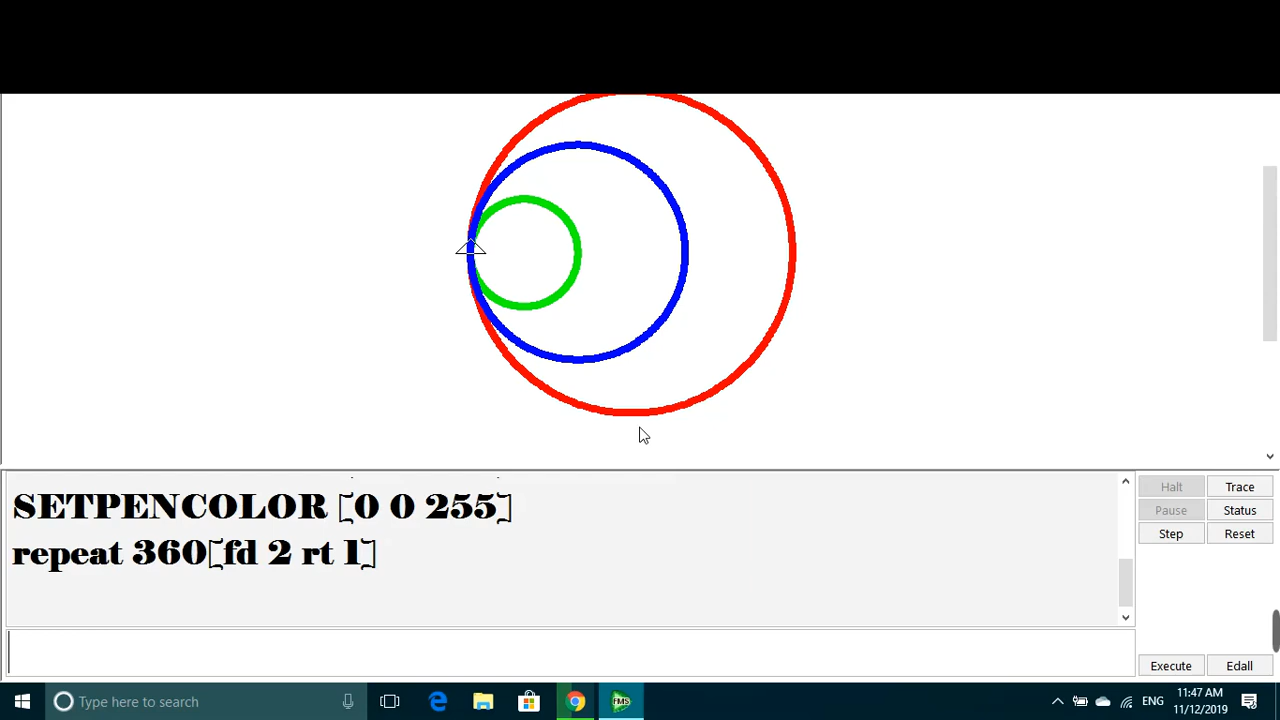 SETPENCOLOR [0 0 255]
repeat 360[fd 2 rt 1]
Halt
Trace
Pause
Status
Step
Reset
Execute
Edall
Type here to search
FMS
ENG
11:47 AM
11/12/2019